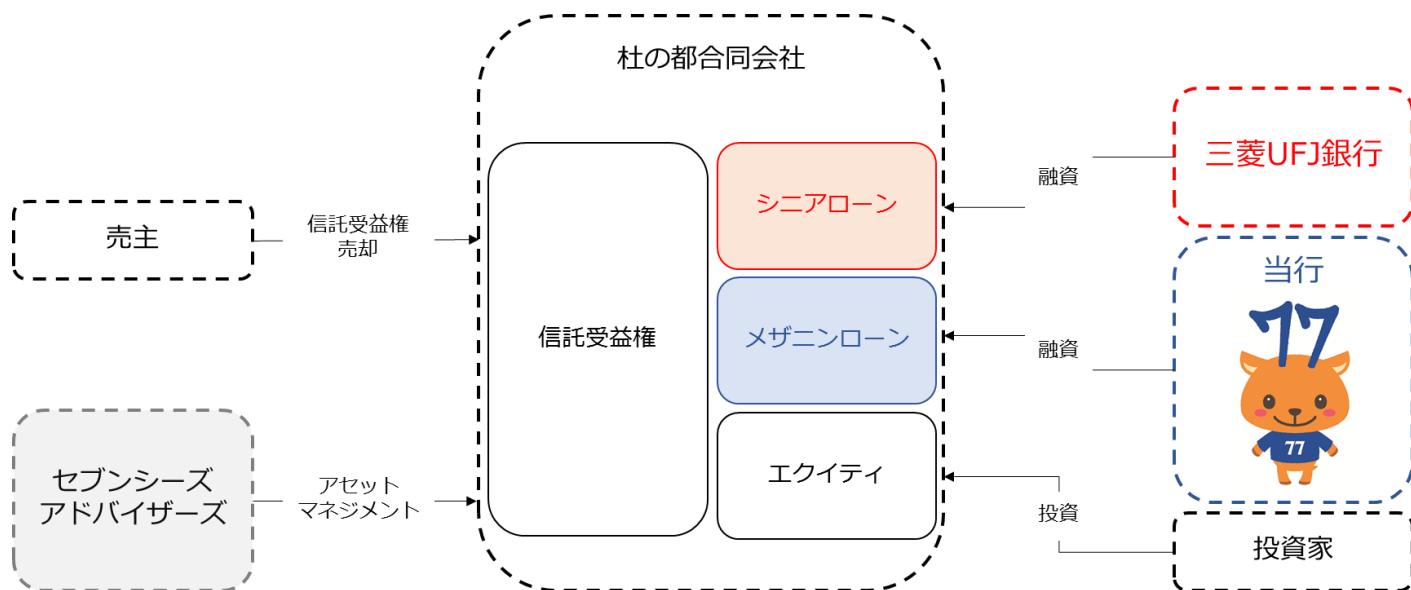 杜の都合同会社
売主
信託受益権
売却
セブンシーズ
アドバイザーズ
アセット
マネジメント
信託受益権
シニアローン
メザニンローン
エクイティ
融資
融資
投資
三菱UFJ銀行
当行
77
77
投資家